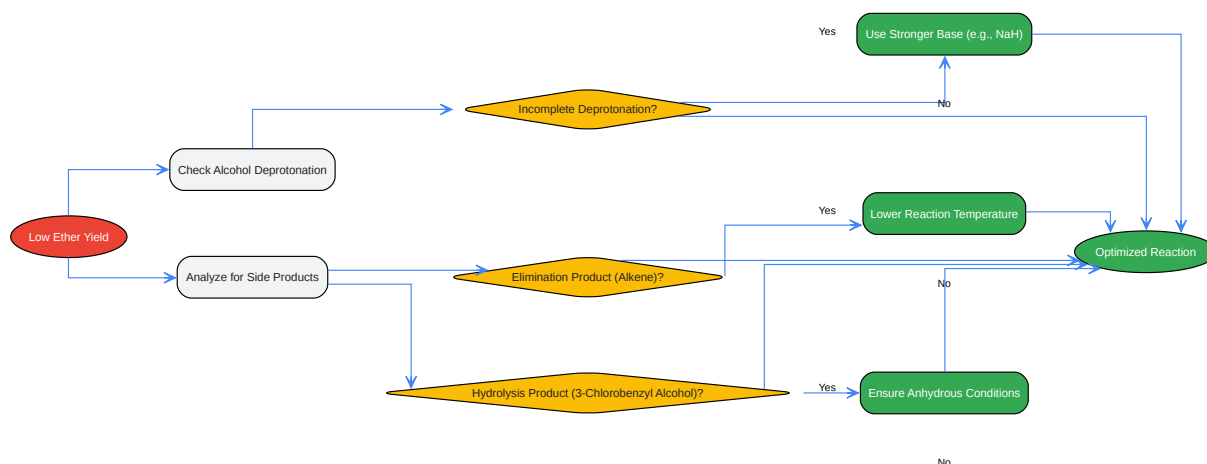 Yes
Use Stronger Base (e.g., NaH)
Incomplete Deprotonation?
No
Check Alcohol Deprotonation
Yes
Lower Reaction Temperature
Low Ether Yield
Optimized Reaction
Analyze for Side Products
Elimination Product (Alkene)?
No
Hydrolysis Product (3-Chlorobenzyl Alcohol)?
Yes
Ensure Anhydrous Conditions
No